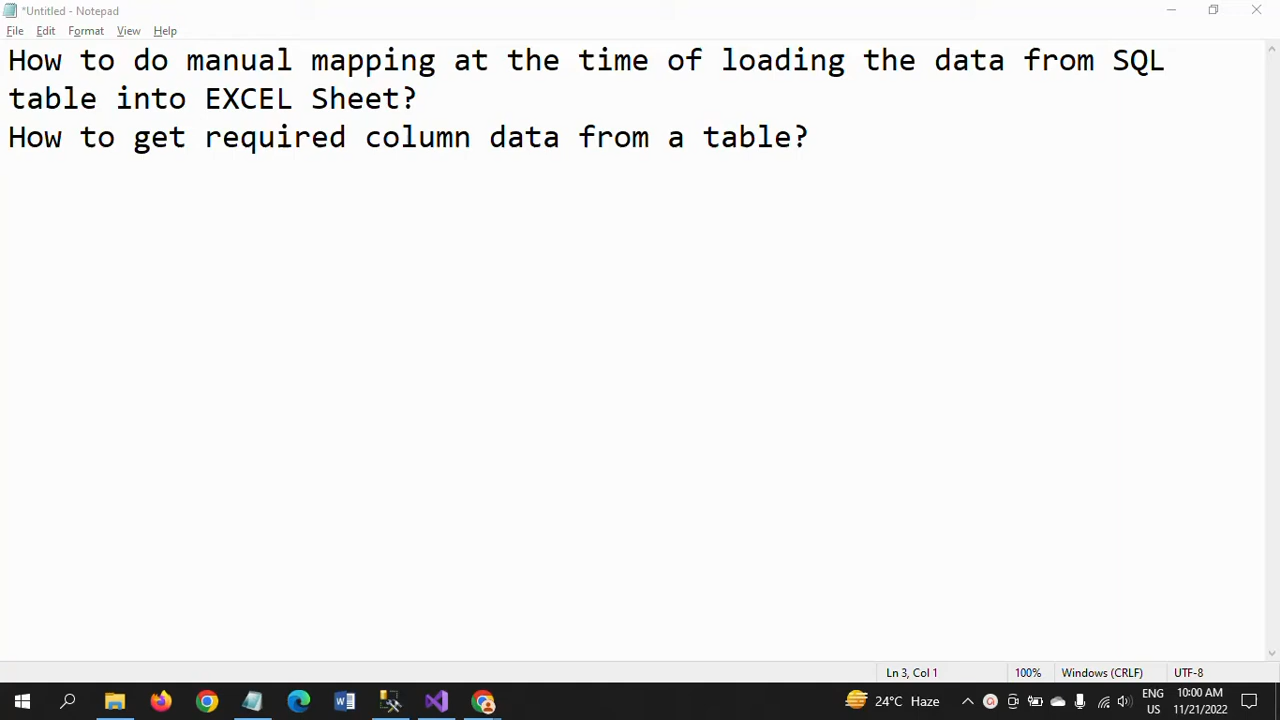 *Untitled - Notepad
File Edit Format View Help
How to do manual mapping at the time of loading the data from SQL
table into EXCEL Sheet?
How to get required column data from a table?
Ln 3, Col 1 100% Windows (CRLF) UTF-8
24°C Haze ENG 10:00 AM
US 11/21/2022